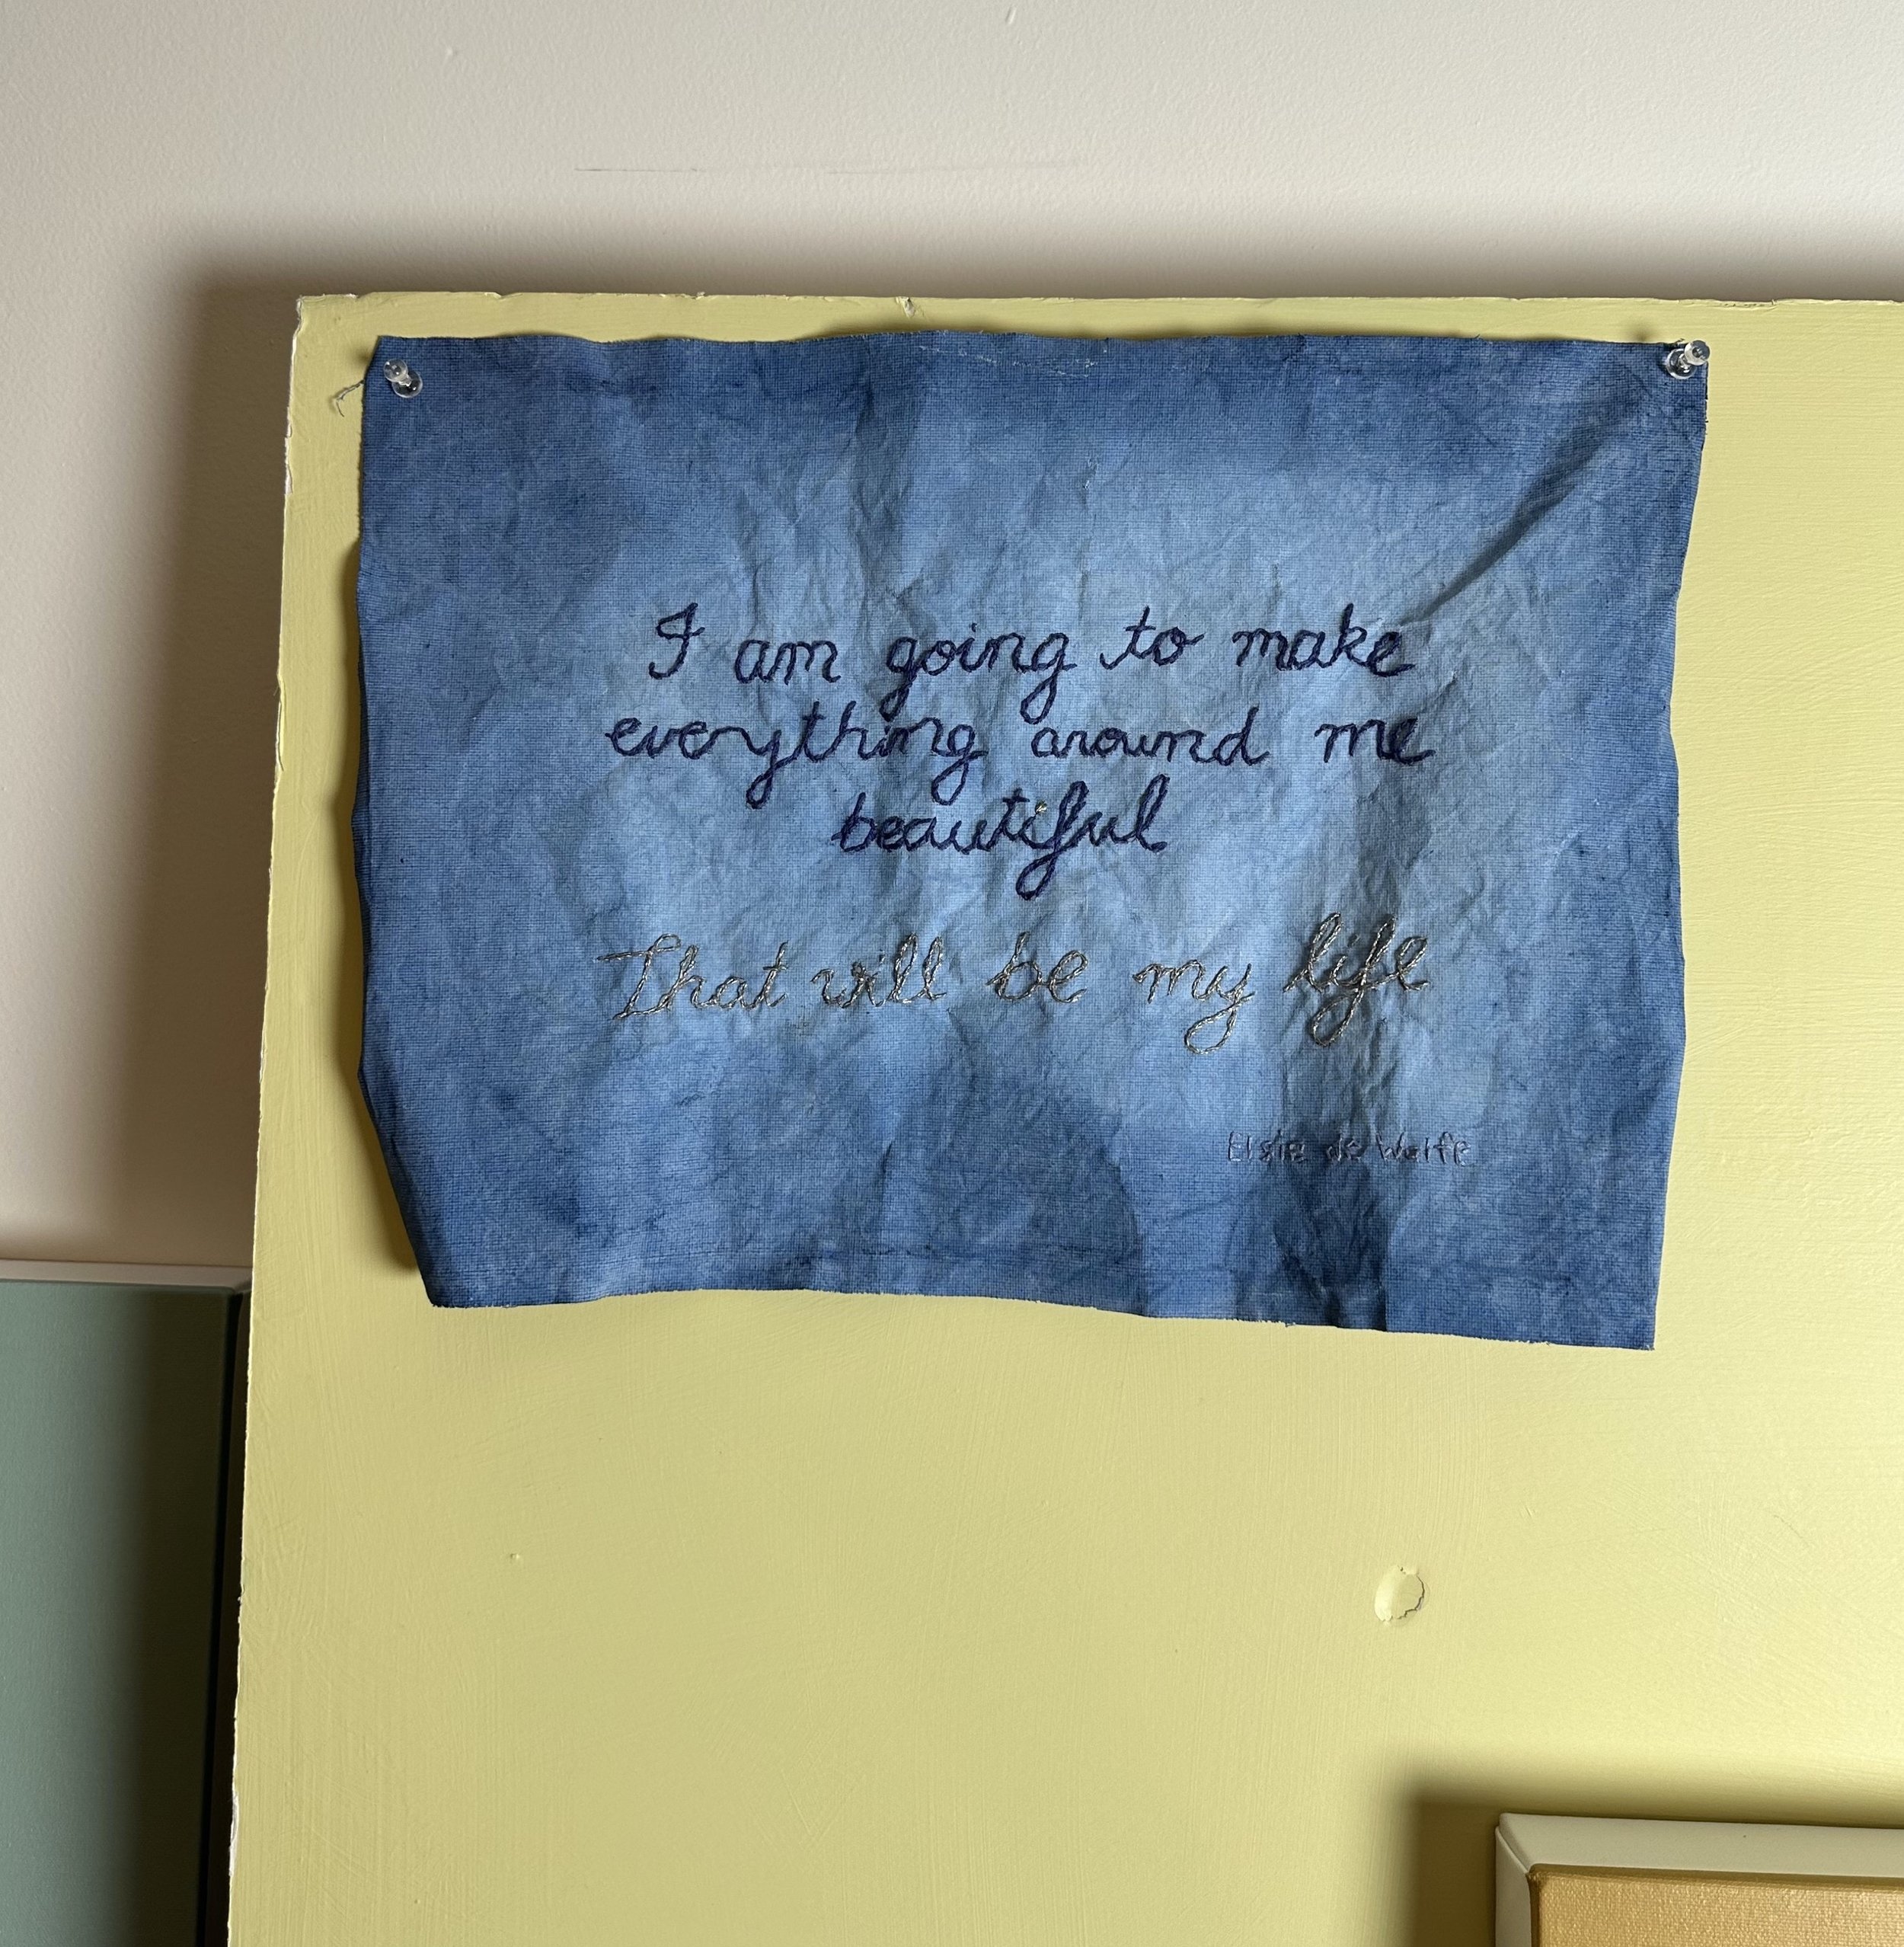 I am going to make
everything around me
beautiful
That will be my life
Elsie de Wolfe